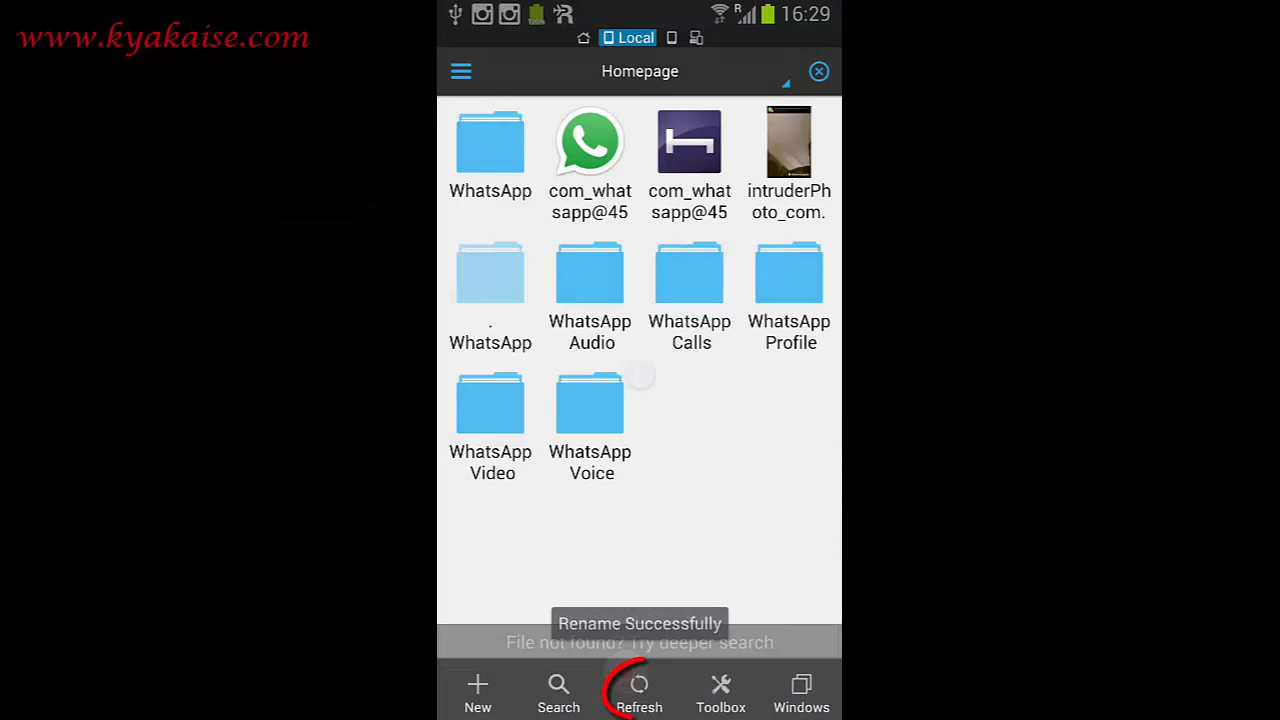 www.kyakaise.com
R 16:29
100%
Local
Homepage
WhatsApp
com_what
sapp@45
com_what
sapp@45
intruderPh
oto_com.
.
WhatsApp
WhatsApp
Audio
WhatsApp
Calls
WhatsApp
Profile
WhatsApp
Video
WhatsApp
Voice
Rename Successfully
File not found? Try deeper search
New Search Refresh Toolbox Windows